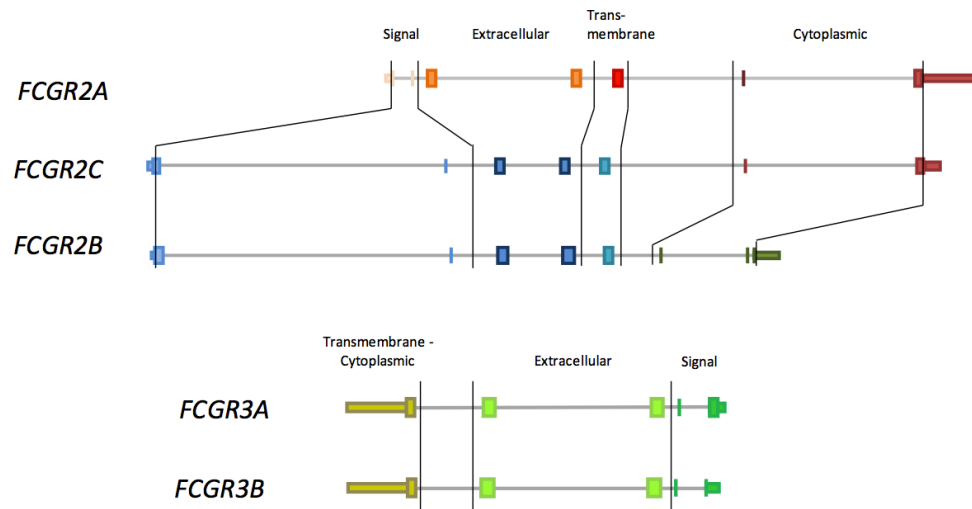 Signal
Extracellular
Trans-
membrane
Cytoplasmic
FCGR2A
FCGR2C
FCGR2B
Transmembrane -
Cytoplasmic
Extracellular
Signal
FCGR3A
FCGR3B